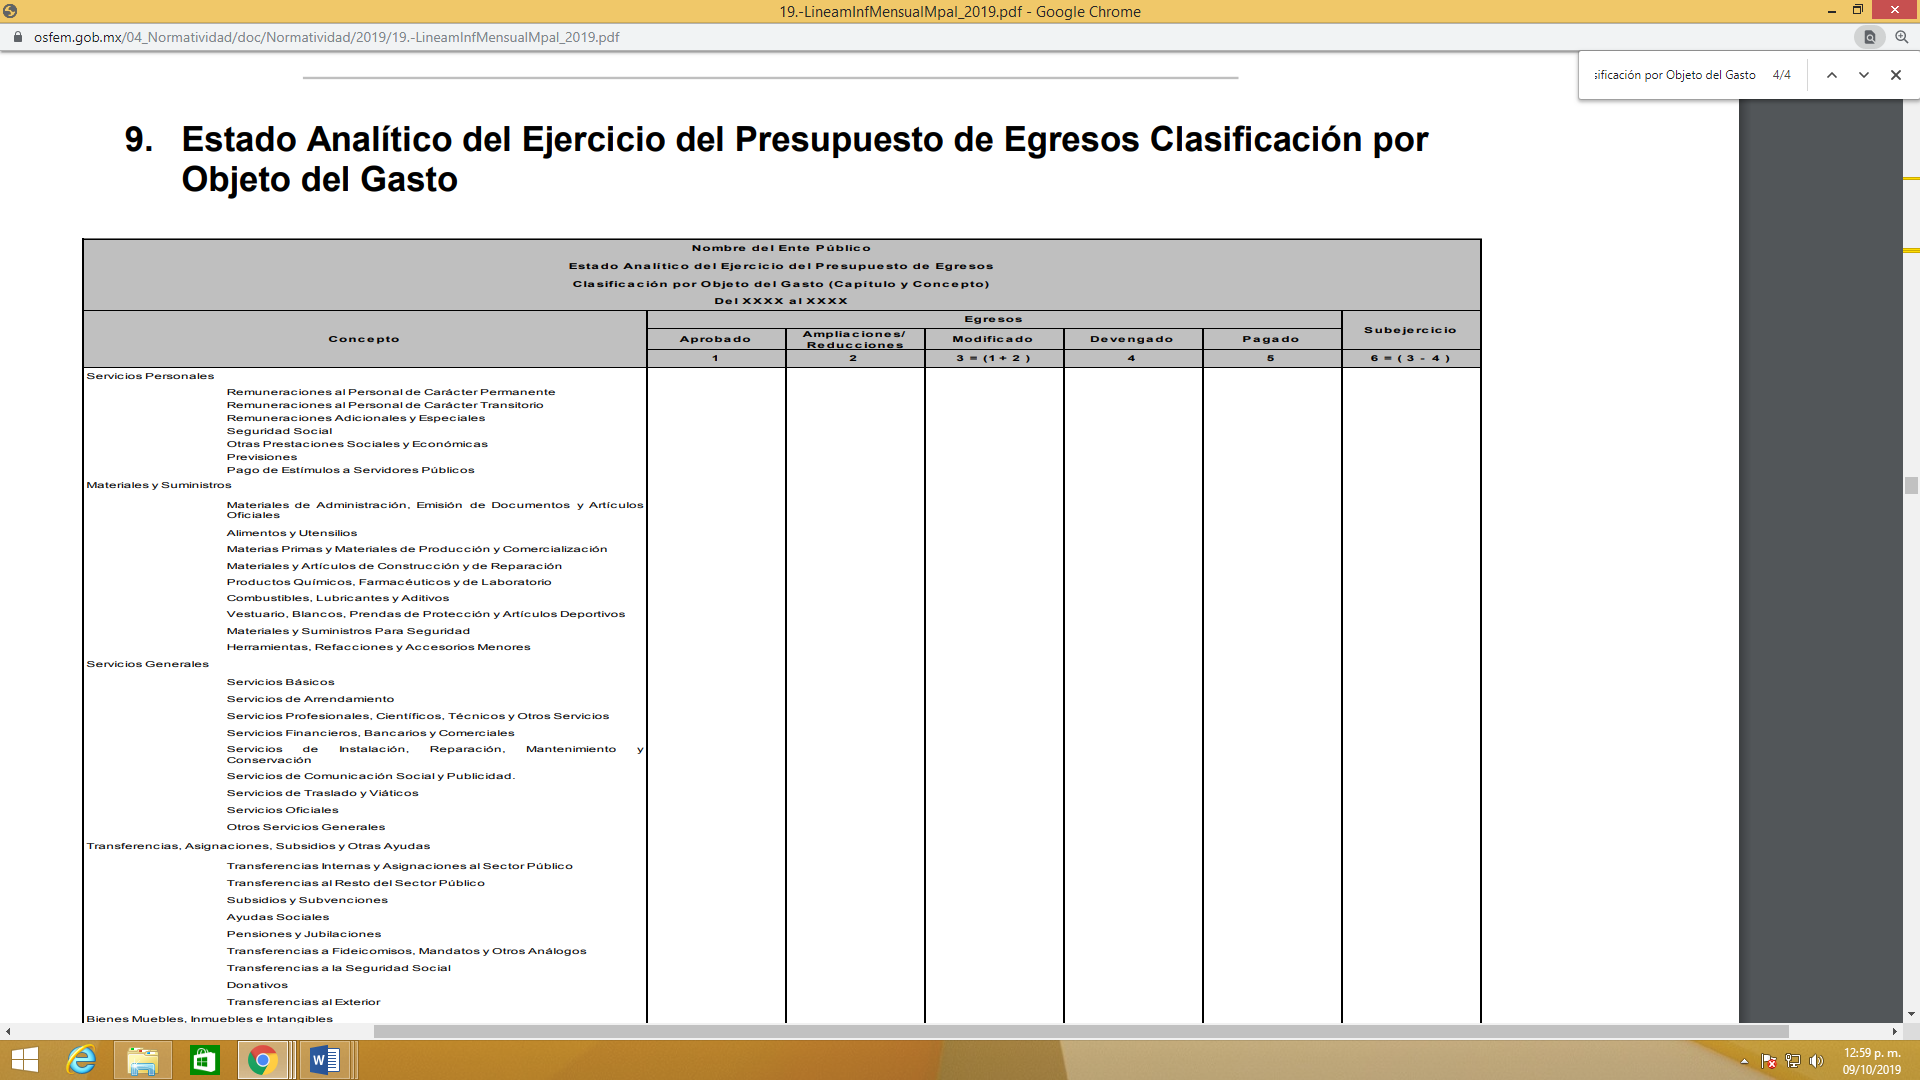 19.-LineamInfMensualMpal_2019.pdf - Google Chrome
osfem.gob.mx/04_Normatividad/doc/Normatividad/2019/19.-LineamInfMensualMpal_2019.pdf
sificación por Objeto del Gasto 4/4
9. Estado Analítico del Ejercicio del Presupuesto de Egresos Clasificación por
Objeto del Gasto
Nombre del Ente Público
Estado Analítico del Ejercicio del Presupuesto de Egresos
Clasificación por Objeto del Gasto (Capítulo y Concepto)
Del XXXX al XXXX
Concepto
Egresos
Subejercicio
Aprobado
Ampliaciones/
Reducciones
Modificado
Devengado
Pagado
1
2
3 = (1 + 2 )
4
5
6 = ( 3 - 4 )
Servicios Personales
Remuneraciones al Personal de Carácter Permanente
Remuneraciones al Personal de Carácter Transitorio
Remuneraciones Adicionales y Especiales
Seguridad Social
Otras Prestaciones Sociales y Económicas
Previsiones
Pago de Estímulos a Servidores Públicos
Materiales y Suministros
Materiales de Administración, Emisión de Documentos y Artículos
Oficiales
Alimentos y Utensilios
Materias Primas y Materiales de Producción y Comercialización
Materiales y Artículos de Construcción y de Reparación
Productos Químicos, Farmacéuticos y de Laboratorio
Combustibles, Lubricantes y Aditivos
Vestuario, Blancos, Prendas de Protección y Artículos Deportivos
Materiales y Suministros Para Seguridad
Herramientas, Refacciones y Accesorios Menores
Servicios Generales
Servicios Básicos
Servicios de Arrendamiento
Servicios Profesionales, Científicos, Técnicos y Otros Servicios
Servicios Financieros, Bancarios y Comerciales
Servicios de Instalación, Reparación, Mantenimiento y
Conservación
Servicios de Comunicación Social y Publicidad.
Servicios de Traslado y Viáticos
Servicios Oficiales
Otros Servicios Generales
Transferencias, Asignaciones, Subsidios y Otras Ayudas
Transferencias Internas y Asignaciones al Sector Público
Transferencias al Resto del Sector Público
Subsidios y Subvenciones
Ayudas Sociales
Pensiones y Jubilaciones
Transferencias a Fideicomisos, Mandatos y Otros Análogos
Transferencias a la Seguridad Social
Donativos
Transferencias al Exterior
Bienes Muebles, Inmuebles e Intangibles
12:59 p. m.
09/10/2019